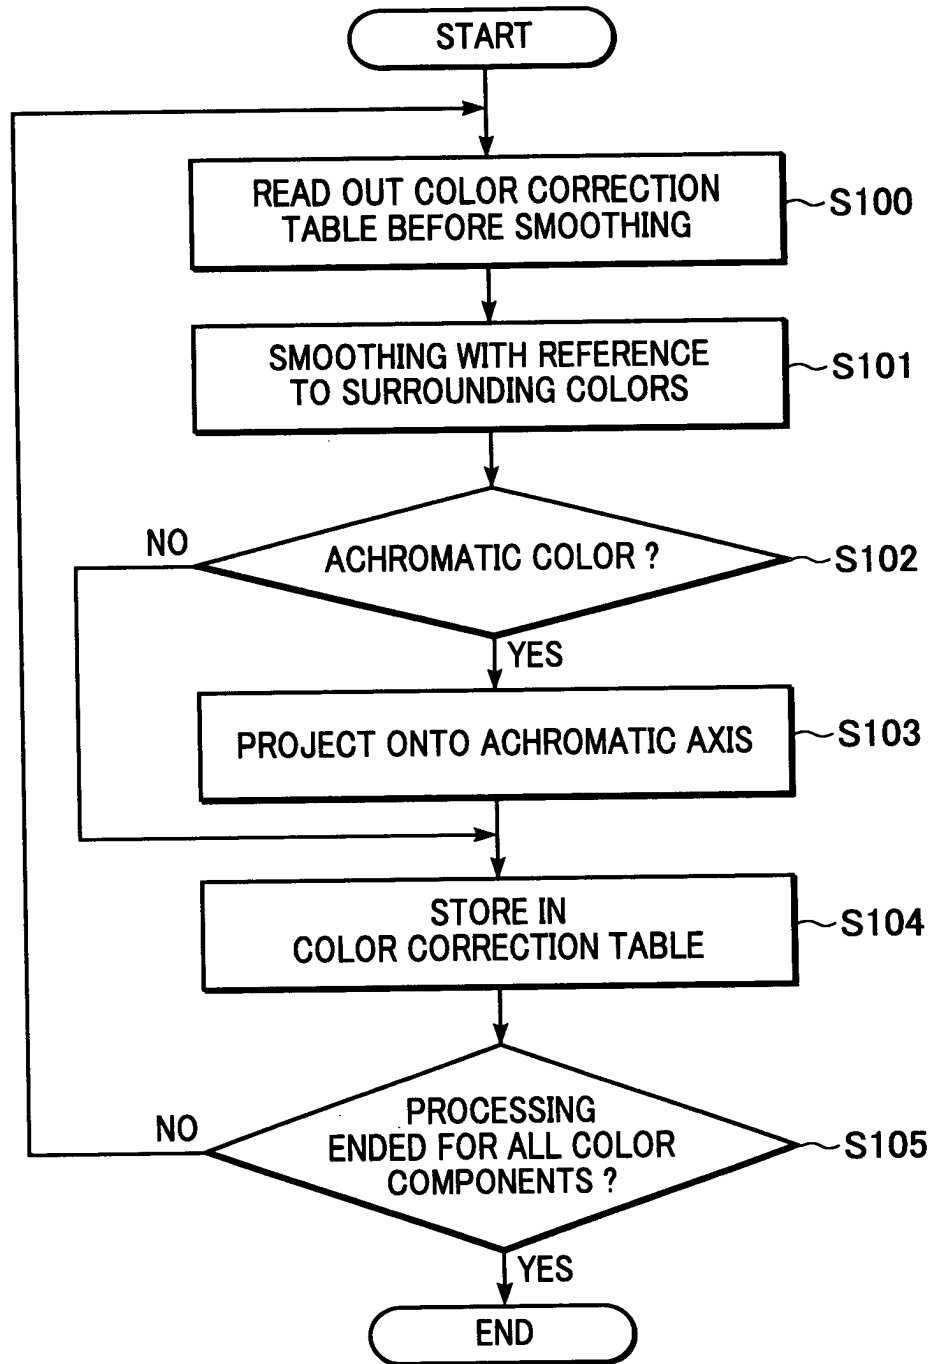 START
READ OUT COLOR CORRECTION
TABLE BEFORE SMOOTHING
S100
SMOOTHING WITH REFERENCE
TO SURROUNDING COLORS
S101
NO
ACHROMATIC COLOR ?
S102
YES
PROJECT ONTO ACHROMATIC AXIS
S103
STORE IN
COLOR CORRECTION TABLE
S104
NO
PROCESSING
ENDED FOR ALL COLOR
COMPONENTS ?
S105
YES
END